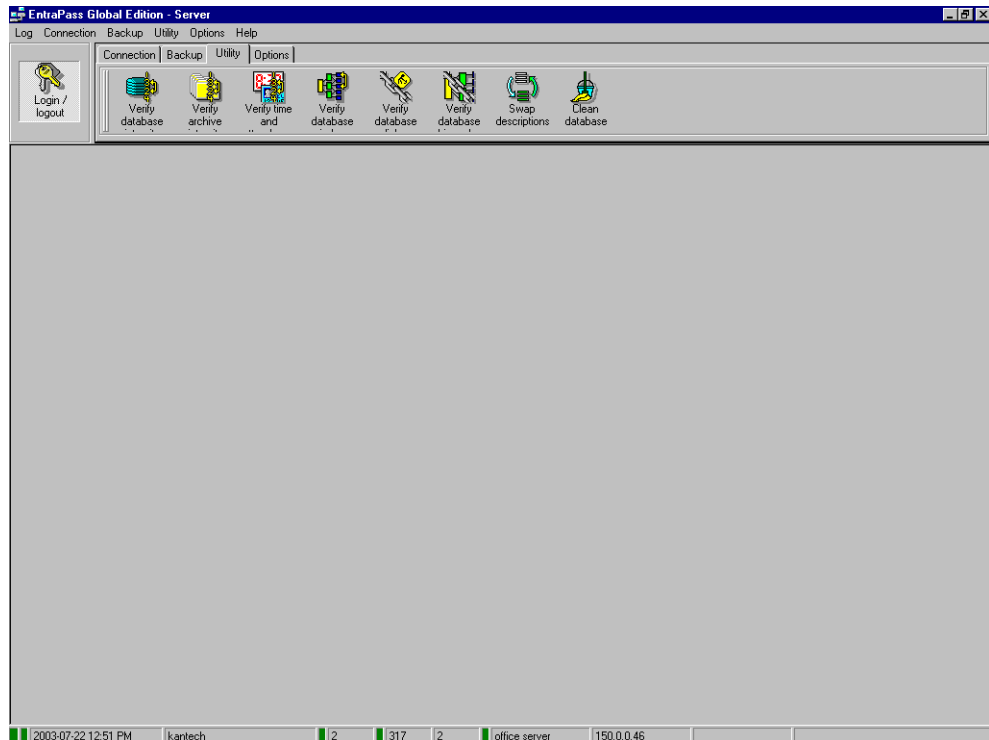 EntraPass Global Edition - Server
Log Connection Backup Utility Options Help
Connection Backup Utility Options
Login / logout
Verify database
Verify archive
Verify time and
Verify database
Verify database
Verify database
Swap descriptions
Clean database
2003-07-22 12:51 PM kantech 2 317 2 office server 150.0.0.46